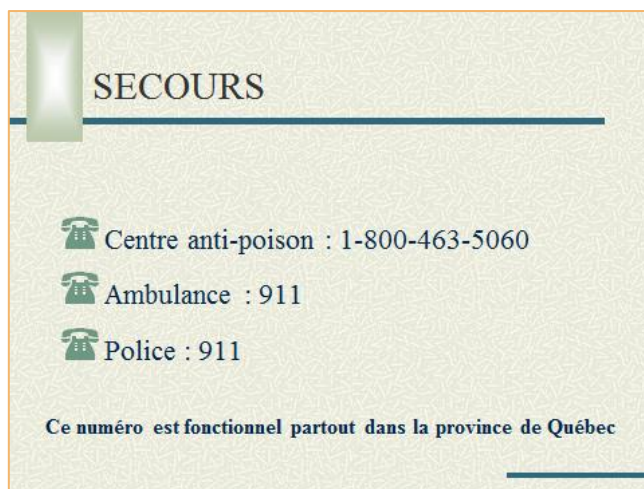 SECOURS
Centre anti-poison : 1-800-463-5060
Ambulance : 911
Police : 911
Ce numéro est fonctionnel partout dans la province de Québec